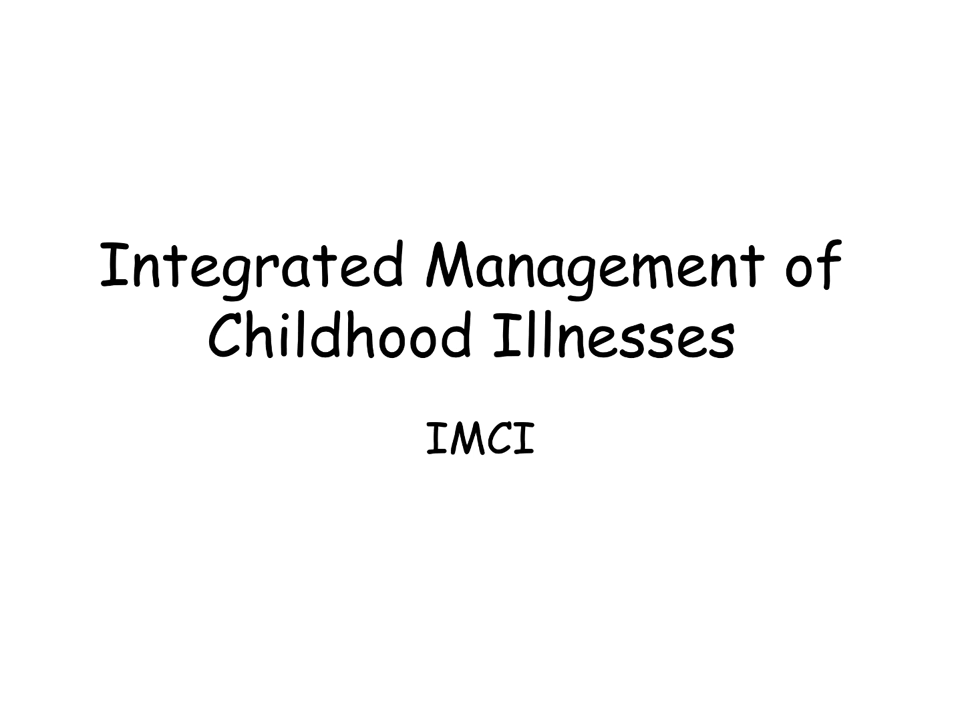 Integrated Management of
Childhood Illnesses
IMCI